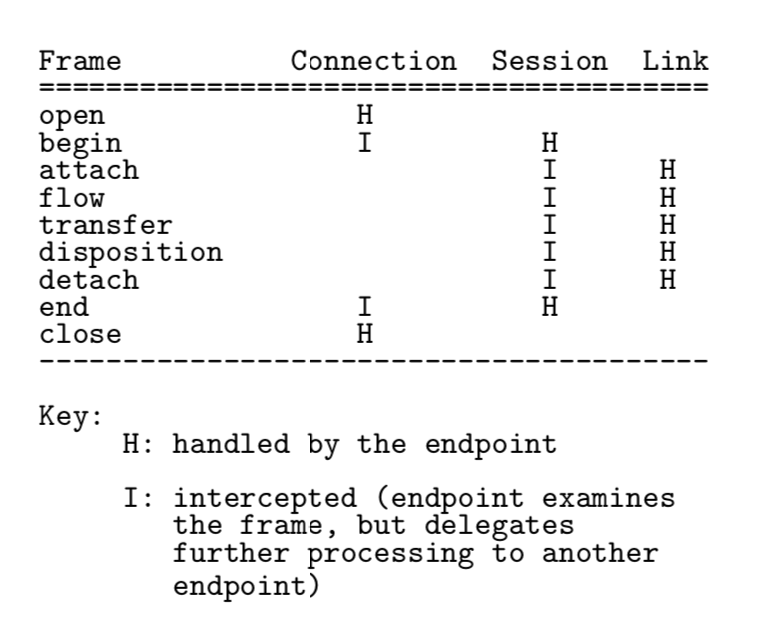 Frame Connection Session Link
========================================
open H
begin I H
attach I H
flow I H
transfer I H
disposition I H
detach I H
end I H
close H
----------------------------------------
Key:
H: handled by the endpoint
I: intercepted (endpoint examines
the frame, but delegates
further processing to another
endpoint)